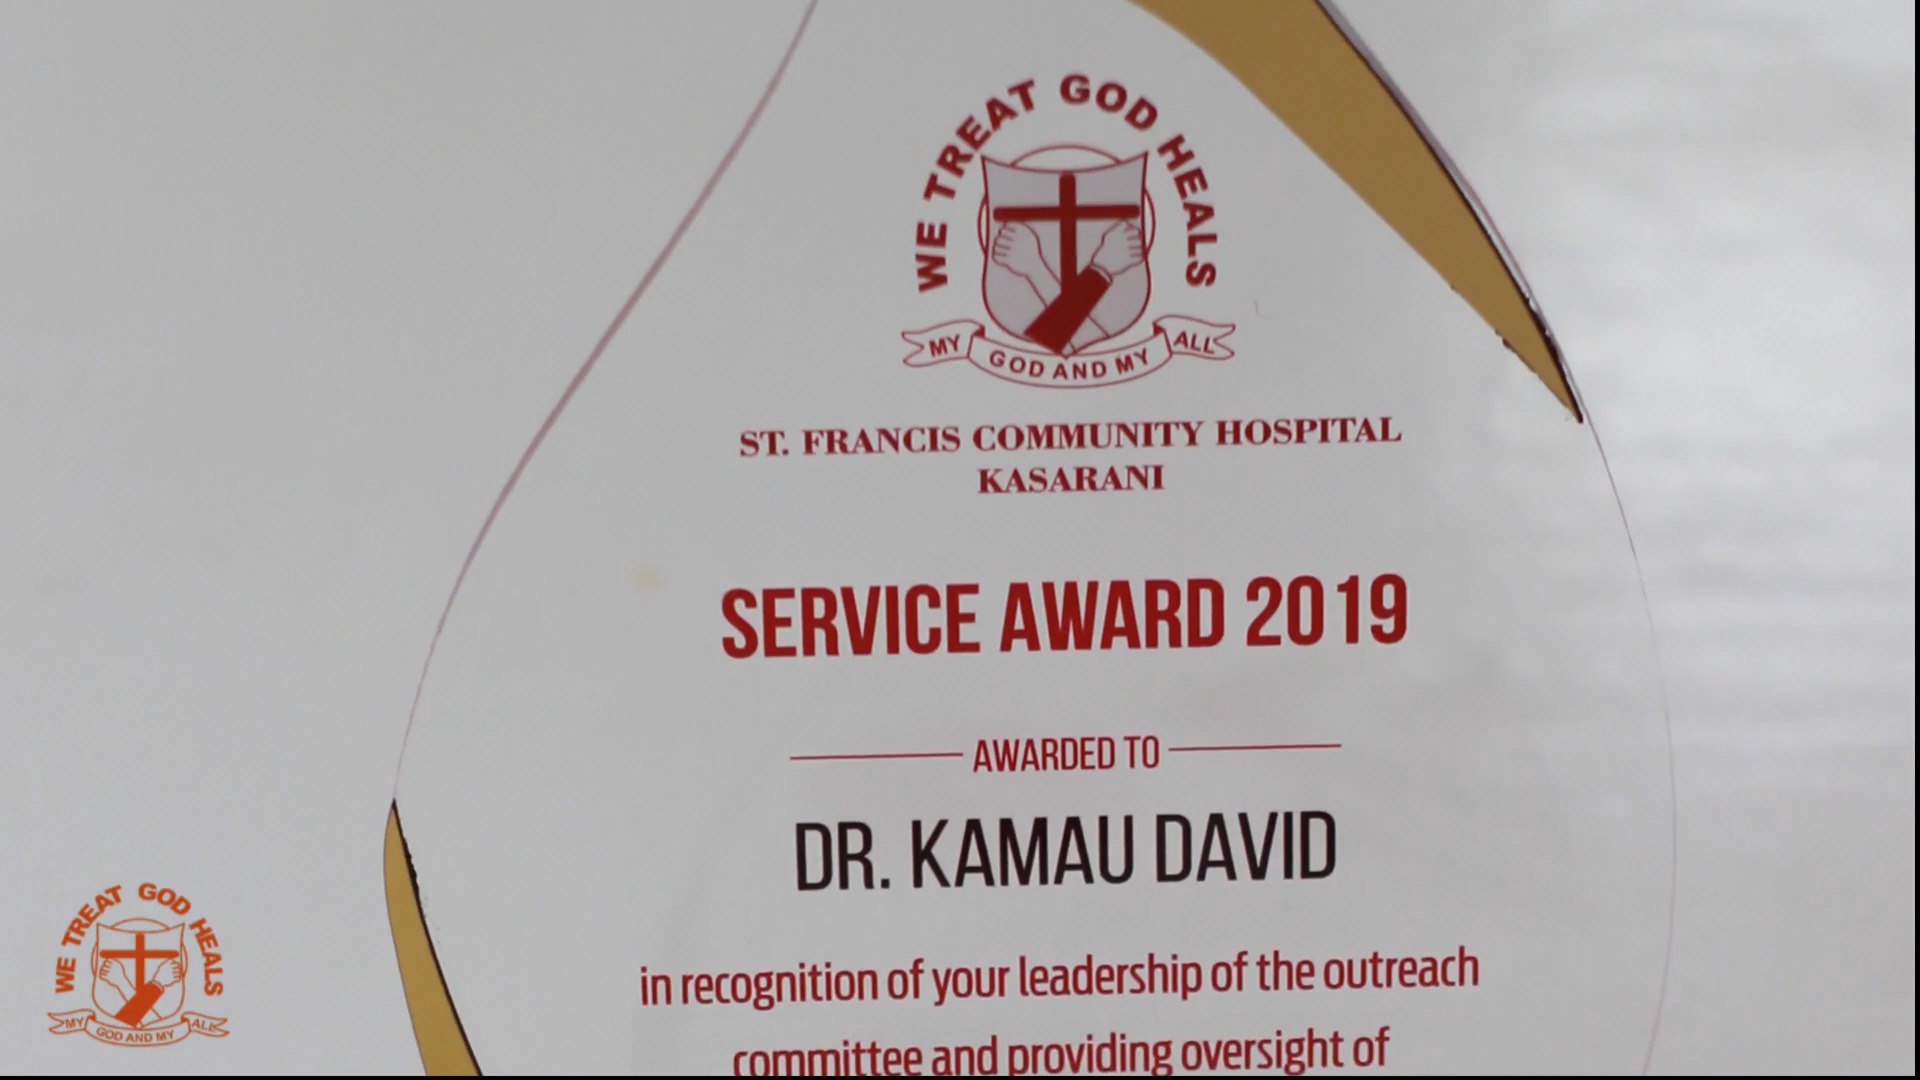 WE TREAT GOD HEALS
MY GOD AND MY ALL
ST. FRANCIS COMMUNITY HOSPITAL
KASARANI
SERVICE AWARD 2019
AWARDED TO
DR. KAMAU DAVID
in recognition of your leadership of the outreach
committee and providing oversight of
WE TREAT GOD HEALS
MY GOD AND MY ALL